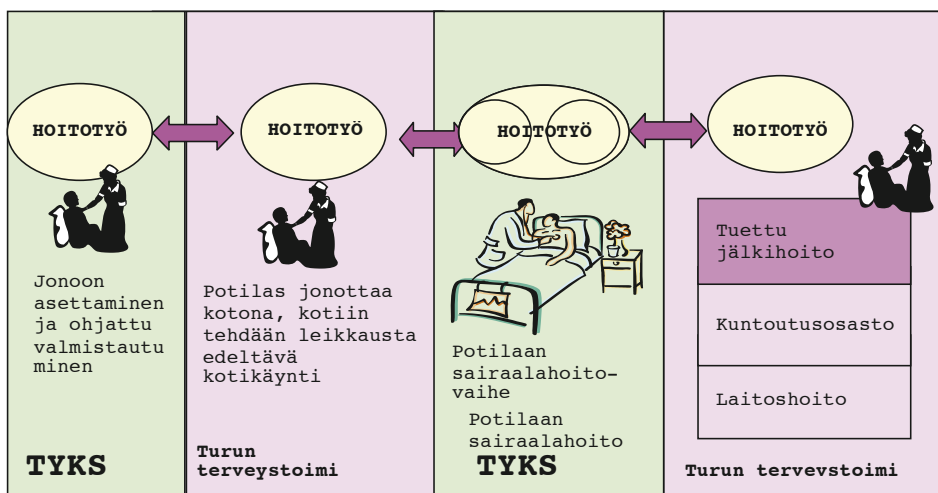 HOITOTYÖ
Jonoon
asettaminen
ja ohjattu
valmistautu
minen
TYKS
HOITOTYÖ
Potilas jonottaa
kotona, kotiin
tehdään leikkausta
edeltävä
kotikäynti
Turun
terveystoimi
HOITOTYÖ
Potilaan
sairaalahoito-
vaihe
Potilaan
sairaalahoito
TYKS
HOITOTYÖ
Tuettu
jälkihoito
Kuntoutusosasto
Laitoshoito
Turun terveystoimi